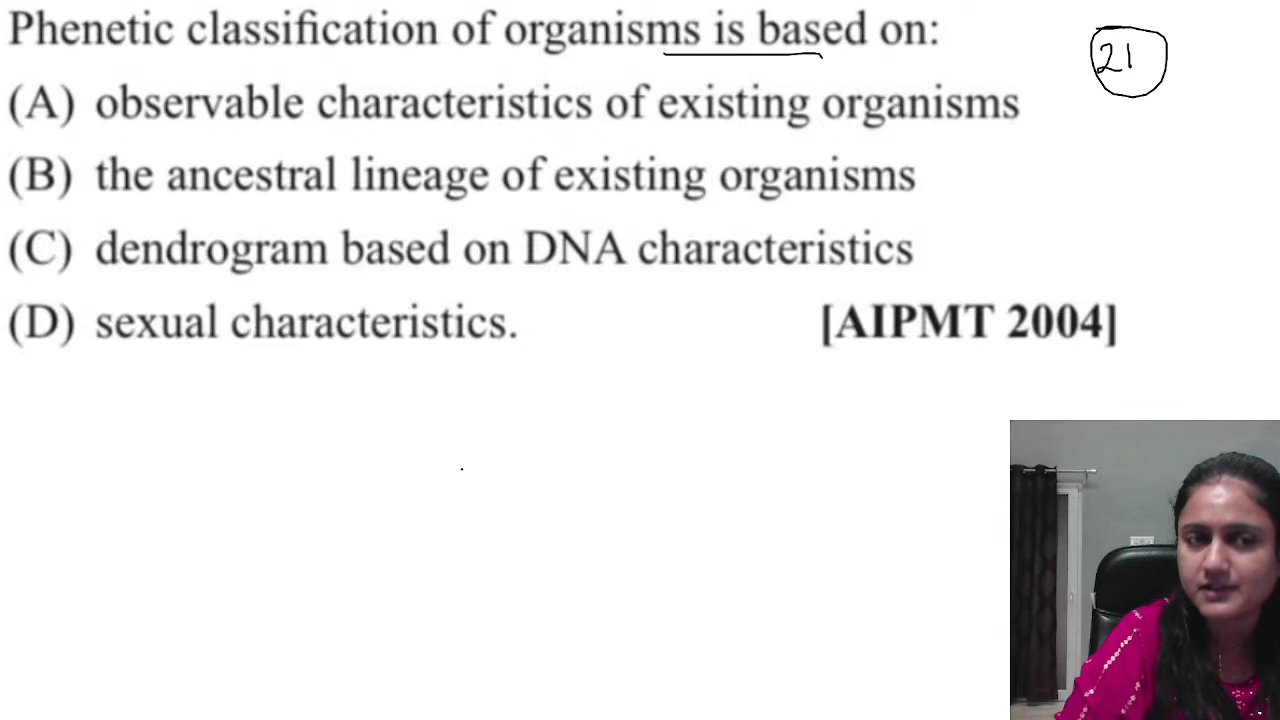 Phenetic classification of organisms is based on:
21
(A) observable characteristics of existing organisms
(B) the ancestral lineage of existing organisms
(C) dendrogram based on DNA characteristics
(D) sexual characteristics. [AIPMT 2004]